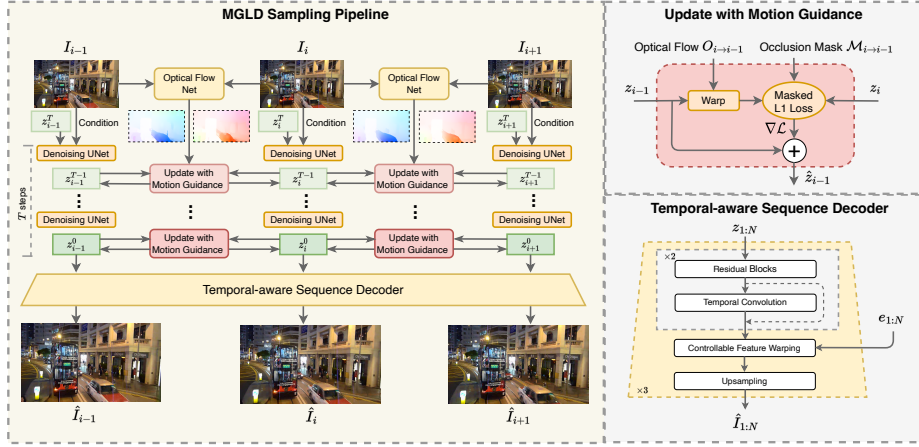 MGLD Sampling Pipeline
I_{i-1}
I_i
I_{i+1}
Optical Flow
Net
Optical Flow
Net
z_{i-1}^T
Condition
z_i^T
Condition
z_{i+1}^T
Condition
Denoising UNet
Denoising UNet
Denoising UNet
T steps
z_{i-1}^{T-1}
Update with
Motion Guidance
z_i^{T-1}
Update with
Motion Guidance
z_{i+1}^{T-1}
Denoising UNet
Denoising UNet
Denoising UNet
z_{i-1}^0
Update with
Motion Guidance
z_i^0
Update with
Motion Guidance
z_{i+1}^0
Temporal-aware Sequence Decoder
Î_{i-1}
Î_i
Î_{i+1}
Update with Motion Guidance
Optical Flow O_{i→i-1}
Occlusion Mask M_{i→i-1}
z_{i-1}
Warp
Masked
L1 Loss
z_i
∇L
+
ẑ_{i-1}
Temporal-aware Sequence Decoder
z_{1:N}
×2
Residual Blocks
Temporal Convolution
e_{1:N}
Controllable Feature Warping
Upsampling
×3
Î_{1:N}